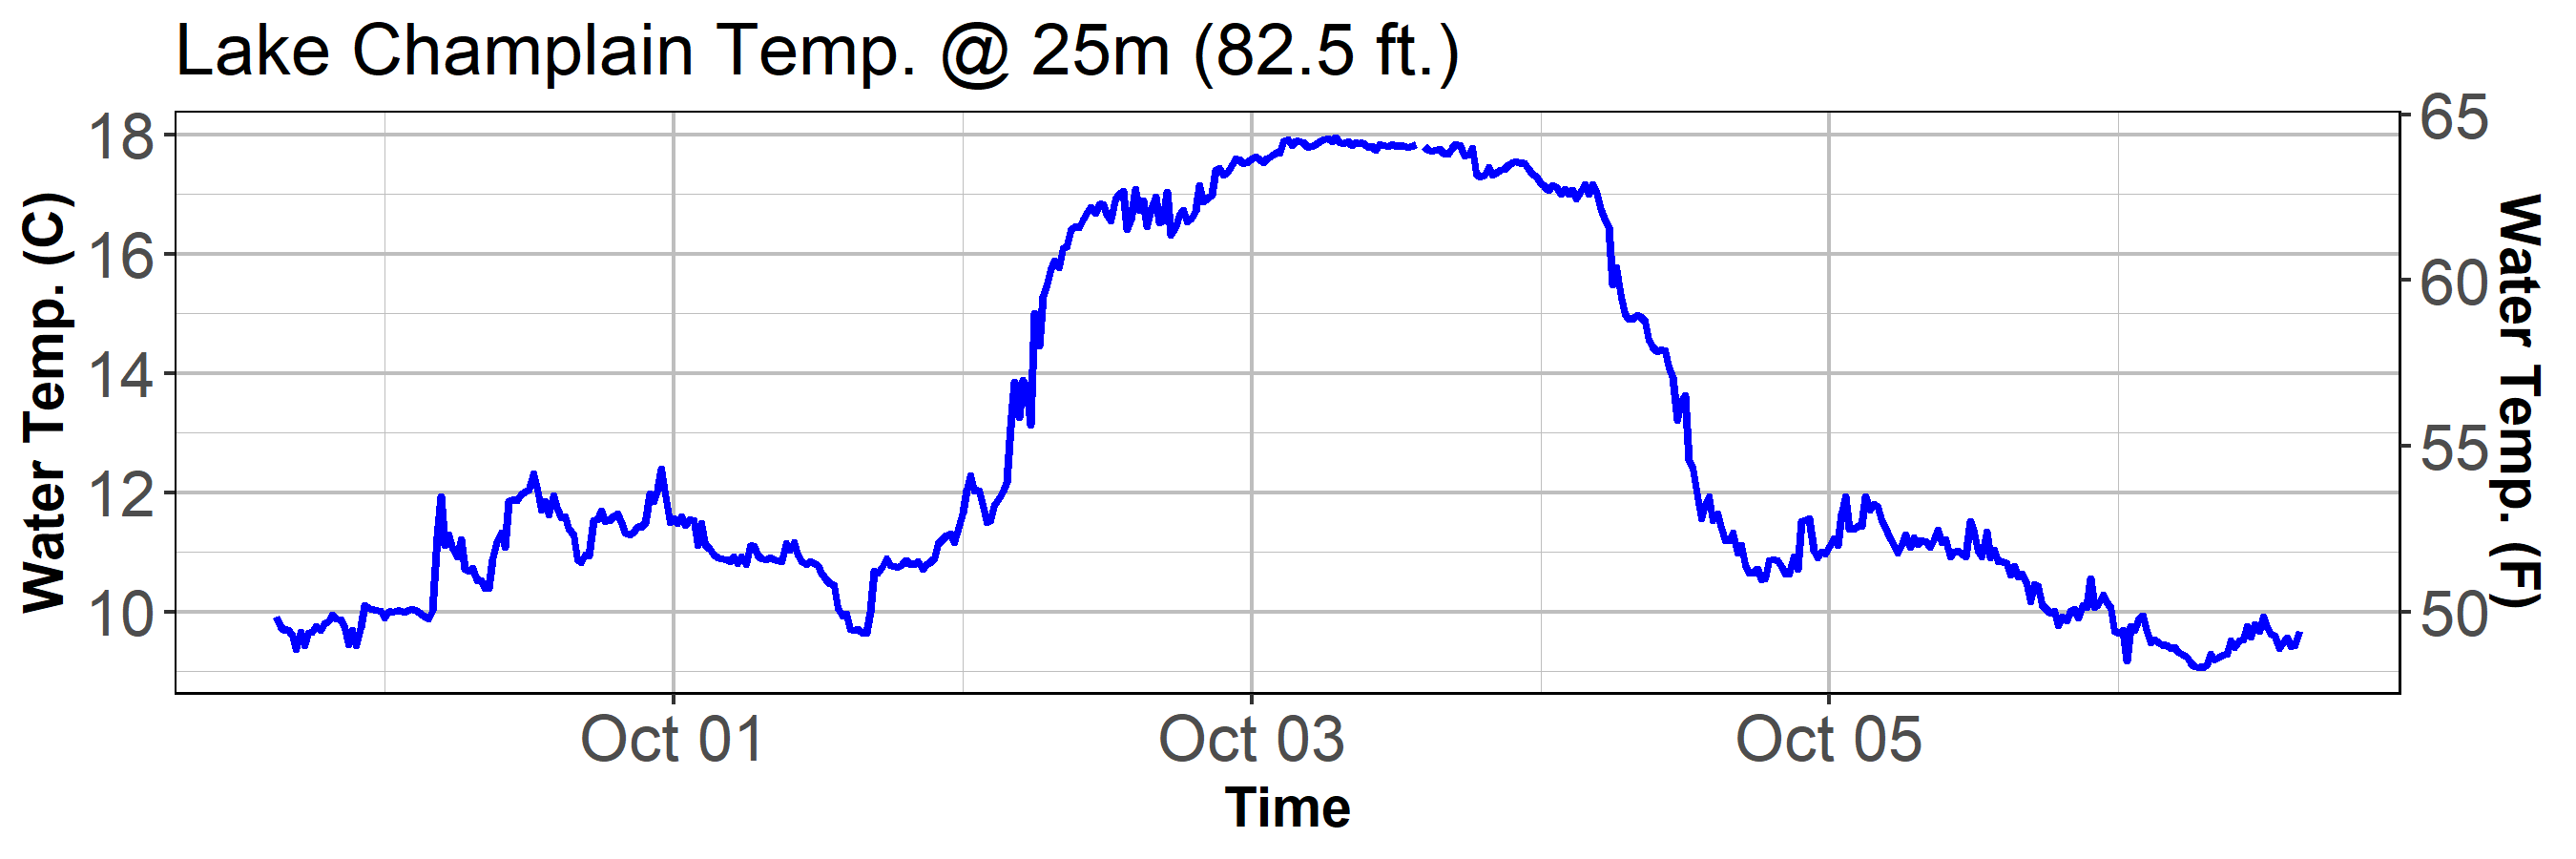 Lake Champlain Temp. @ 25m (82.5 ft.)
Water Temp. (C)
18
16
14
12
10
65
60
55
50
Water Temp. (F)
Oct 01 Oct 03 Oct 05
Time